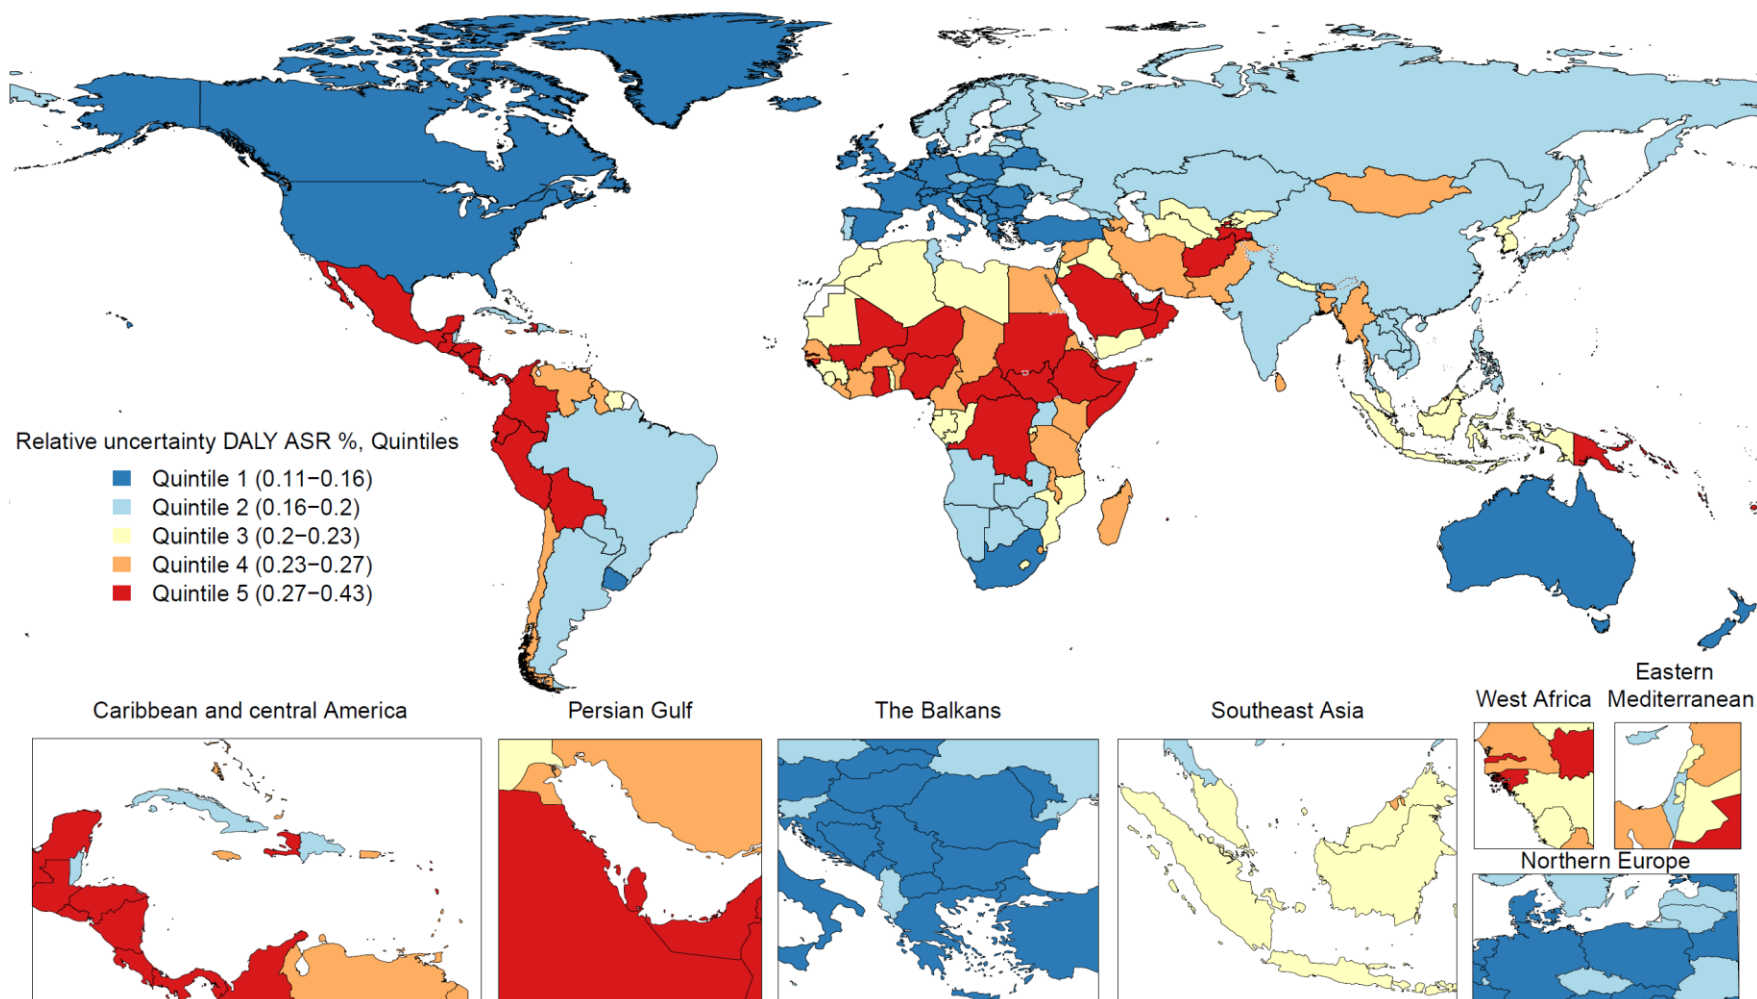 Relative uncertainty DALY ASR %, Quintiles
Quintile 1 (0.11−0.16)
Quintile 2 (0.16−0.2)
Quintile 3 (0.2−0.23)
Quintile 4 (0.23−0.27)
Quintile 5 (0.27−0.43)
Caribbean and central America
Persian Gulf
The Balkans
Southeast Asia
West Africa
Eastern
Mediterranean
Northern Europe